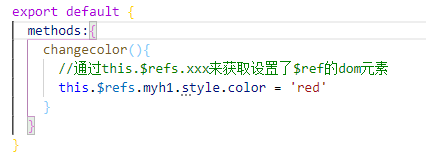 export default {
methods:{
changecolor(){
//通过this.$refs.xxx来获取设置了$ref的dom元素
this.$refs.myh1.style.color = 'red'
}
}
}